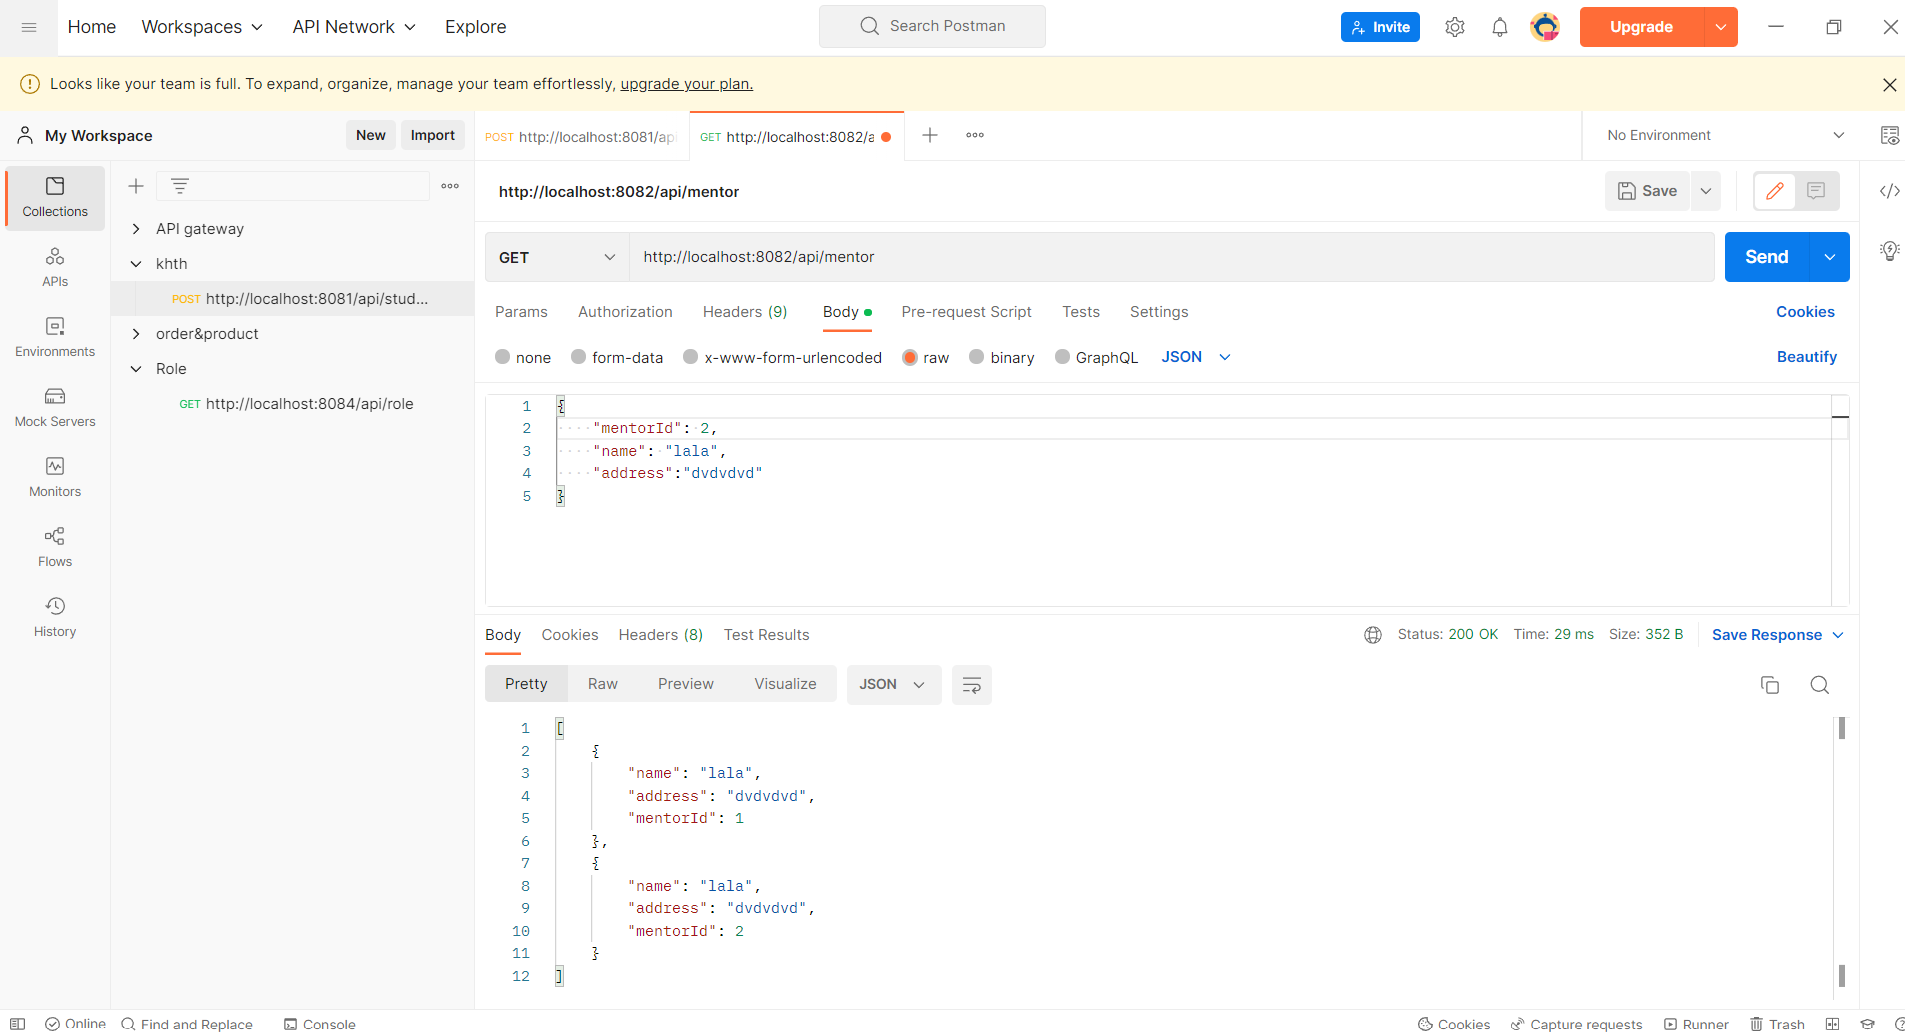 Home Workspaces API Network Explore Search Postman Invite Upgrade
Looks like your team is full. To expand, organize, manage your team effortlessly, upgrade your plan.
My Workspace New Import
POST http://localhost:8081/api GET http://localhost:8082/a No Environment
Collections
APIs
Environments
Mock Servers
Monitors
Flows
History
API gateway
khth
POST http://localhost:8081/api/stud...
order&product
Role
GET http://localhost:8084/api/role
http://localhost:8082/api/mentor Save
GET http://localhost:8082/api/mentor Send
Params Authorization Headers (9) Body Pre-request Script Tests Settings Cookies
none form-data x-www-form-urlencoded raw binary GraphQL JSON Beautify
1 {
2 "mentorId": 2,
3 "name": "lala",
4 "address":"dvdvdvd"
5 }
Body Cookies Headers (8) Test Results Status: 200 OK Time: 29 ms Size: 352 B Save Response
Pretty Raw Preview Visualize JSON
1 [
2 {
3 "name": "lala",
4 "address": "dvdvdvd",
5 "mentorId": 1
6 },
7 {
8 "name": "lala",
9 "address": "dvdvdvd",
10 "mentorId": 2
11 }
12 ]
Online Find and Replace Console Cookies Capture requests Runner Trash